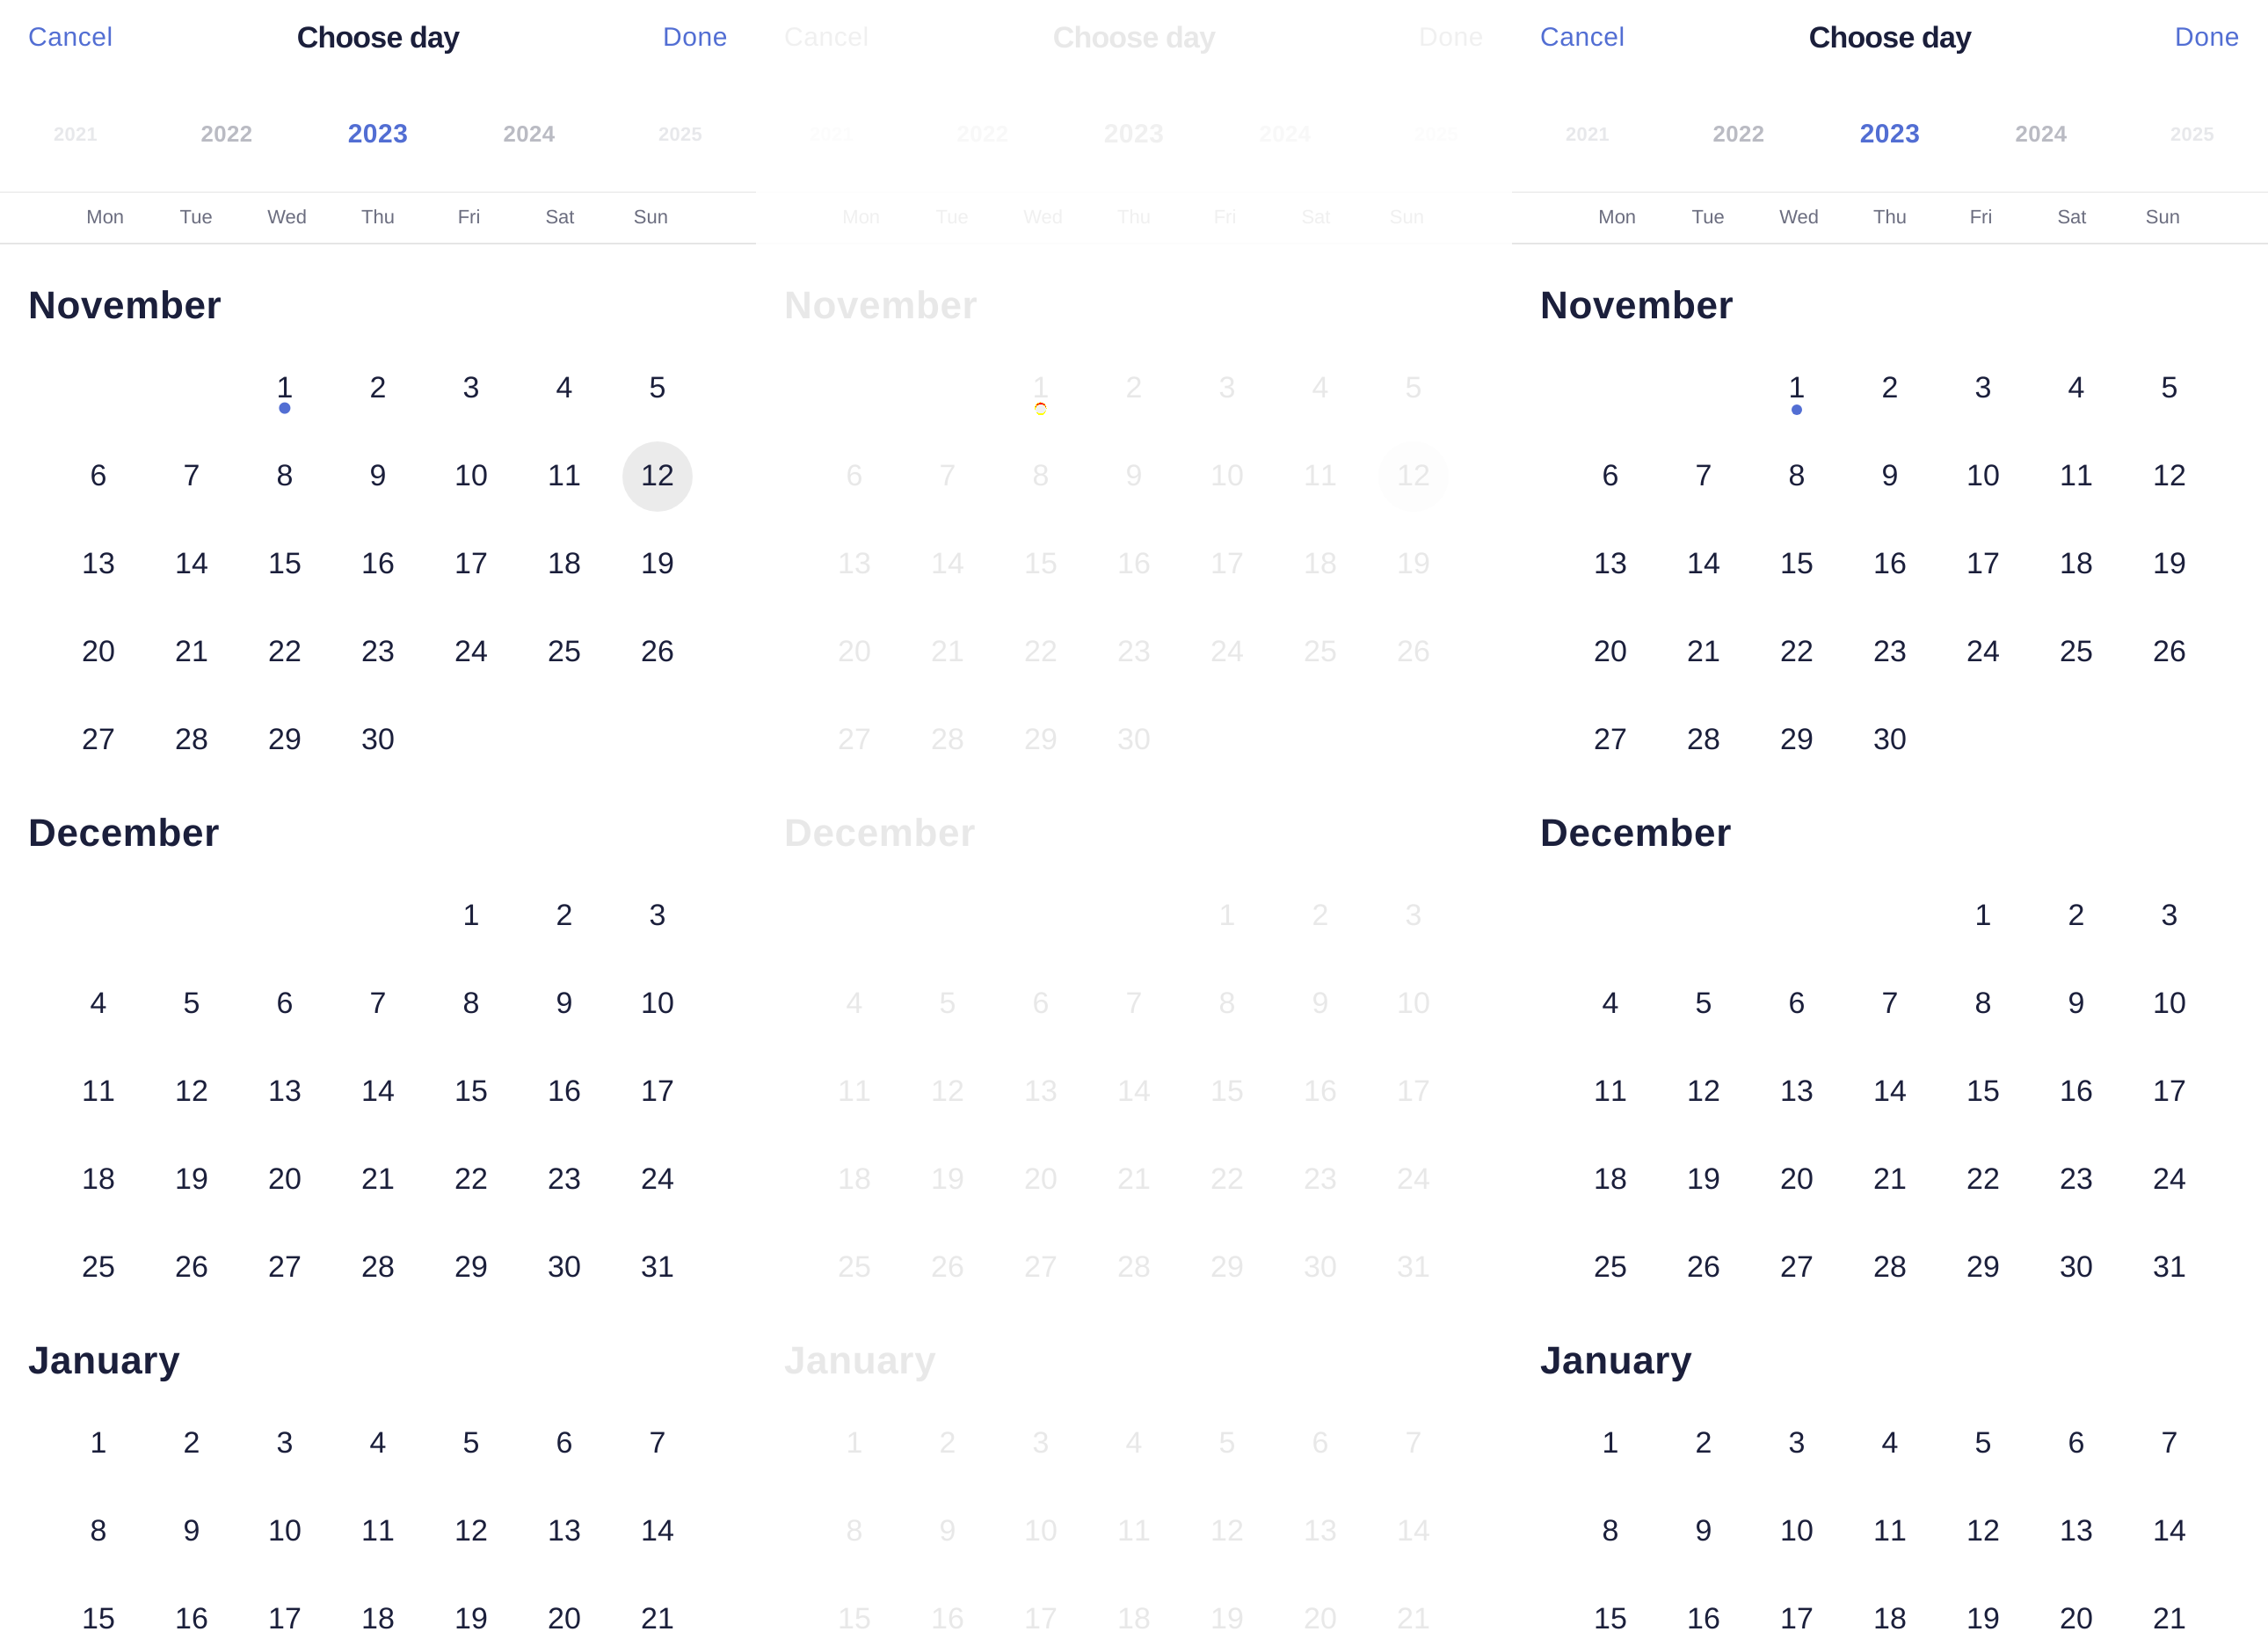 Cancel Choose day Done
2021 2022 2023 2024 2025
Mon Tue Wed Thu Fri Sat Sun
November
1 2 3 4 5
6 7 8 9 10 11 12
13 14 15 16 17 18 19
20 21 22 23 24 25 26
27 28 29 30
December
1 2 3
4 5 6 7 8 9 10
11 12 13 14 15 16 17
18 19 20 21 22 23 24
25 26 27 28 29 30 31
January
1 2 3 4 5 6 7
8 9 10 11 12 13 14
15 16 17 18 19 20 21
Cancel Choose day Done
2021 2022 2023 2024 2025
Mon Tue Wed Thu Fri Sat Sun
November
1 2 3 4 5
6 7 8 9 10 11 12
13 14 15 16 17 18 19
20 21 22 23 24 25 26
27 28 29 30
December
1 2 3
4 5 6 7 8 9 10
11 12 13 14 15 16 17
18 19 20 21 22 23 24
25 26 27 28 29 30 31
January
1 2 3 4 5 6 7
8 9 10 11 12 13 14
15 16 17 18 19 20 21
Cancel Choose day Done
2021 2022 2023 2024 2025
Mon Tue Wed Thu Fri Sat Sun
November
1 2 3 4 5
6 7 8 9 10 11 12
13 14 15 16 17 18 19
20 21 22 23 24 25 26
27 28 29 30
December
1 2 3
4 5 6 7 8 9 10
11 12 13 14 15 16 17
18 19 20 21 22 23 24
25 26 27 28 29 30 31
January
1 2 3 4 5 6 7
8 9 10 11 12 13 14
15 16 17 18 19 20 21